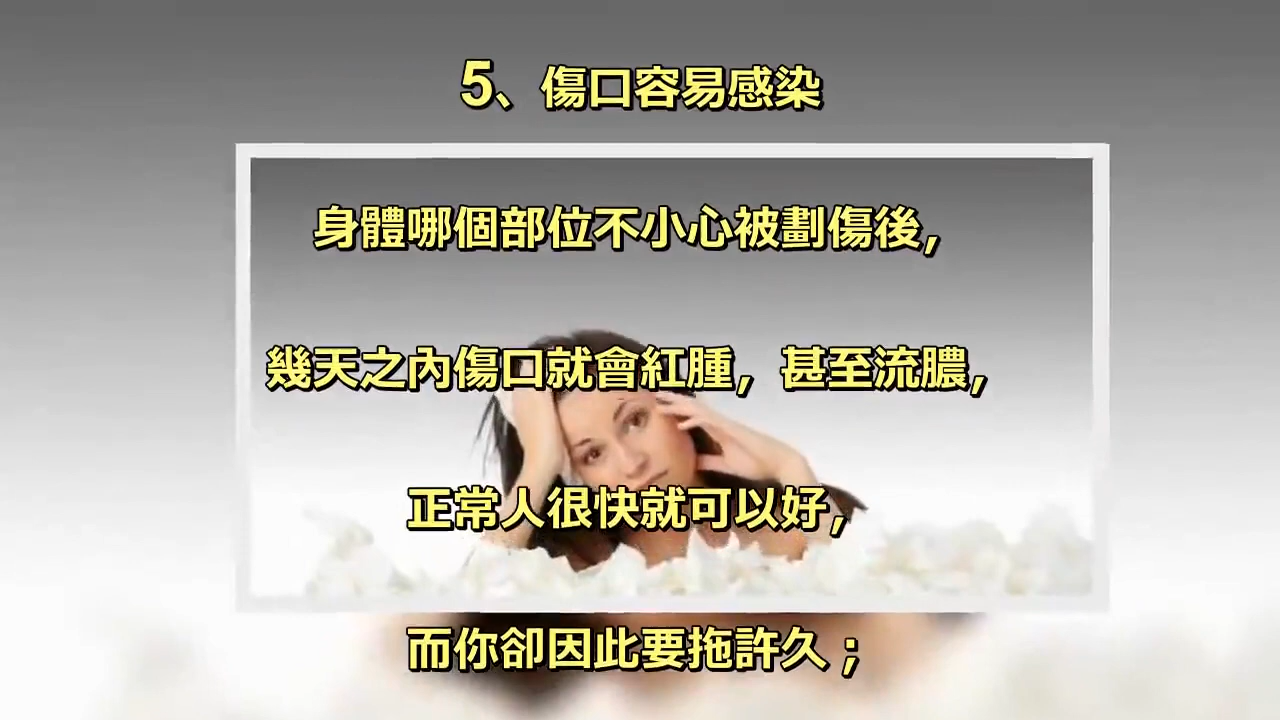 5、傷口容易感染
身體哪個部位不小心被劃傷後，
幾天之內傷口就會紅腫，甚至流膿，
正常人很快就可以好，
而你卻因此要拖許久；